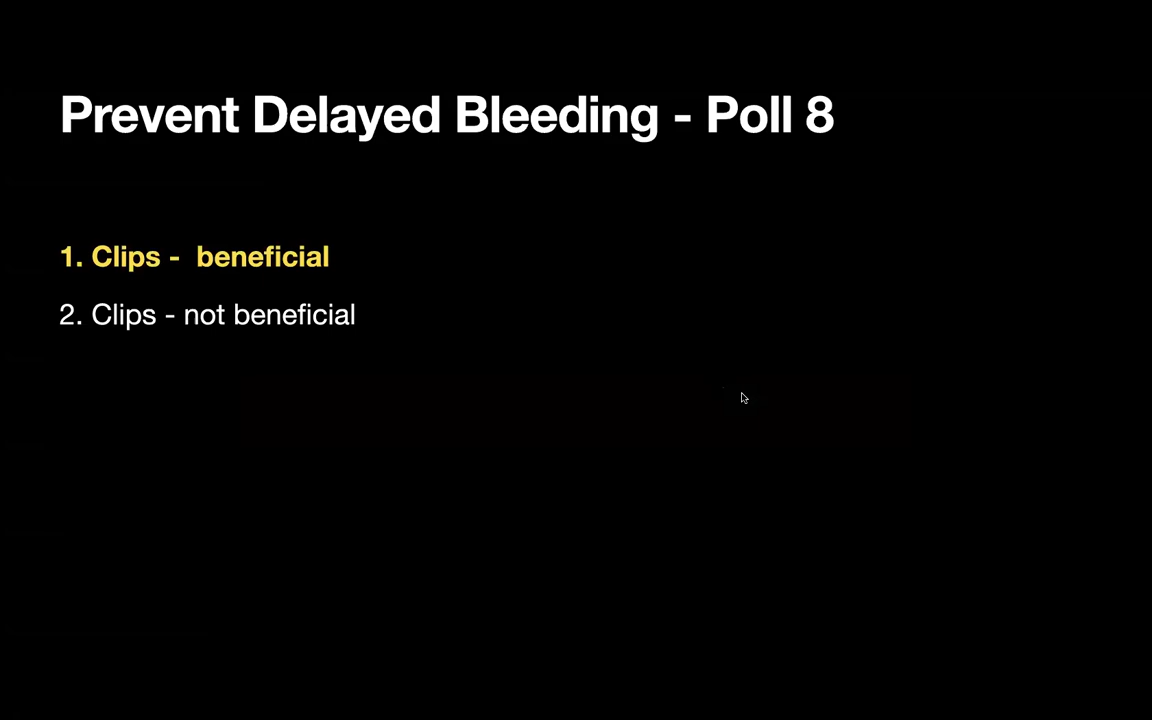 Prevent Delayed Bleeding - Poll 8
1. Clips -  beneficial
2. Clips - not beneficial